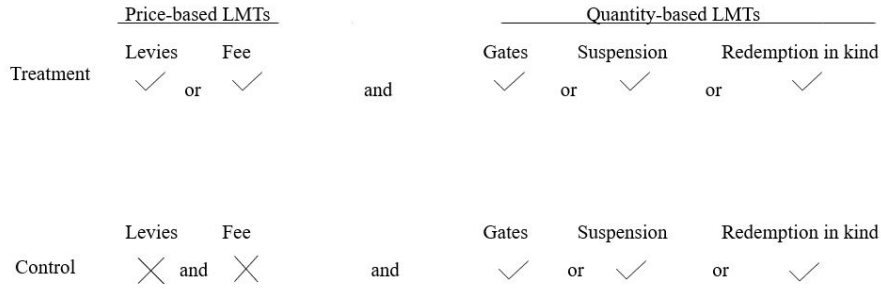 Price-based LMTs Quantity-based LMTs
Levies Fee Gates Suspension Redemption in kind
Treatment
or and or or
Levies Fee Gates Suspension Redemption in kind
Control and and or or